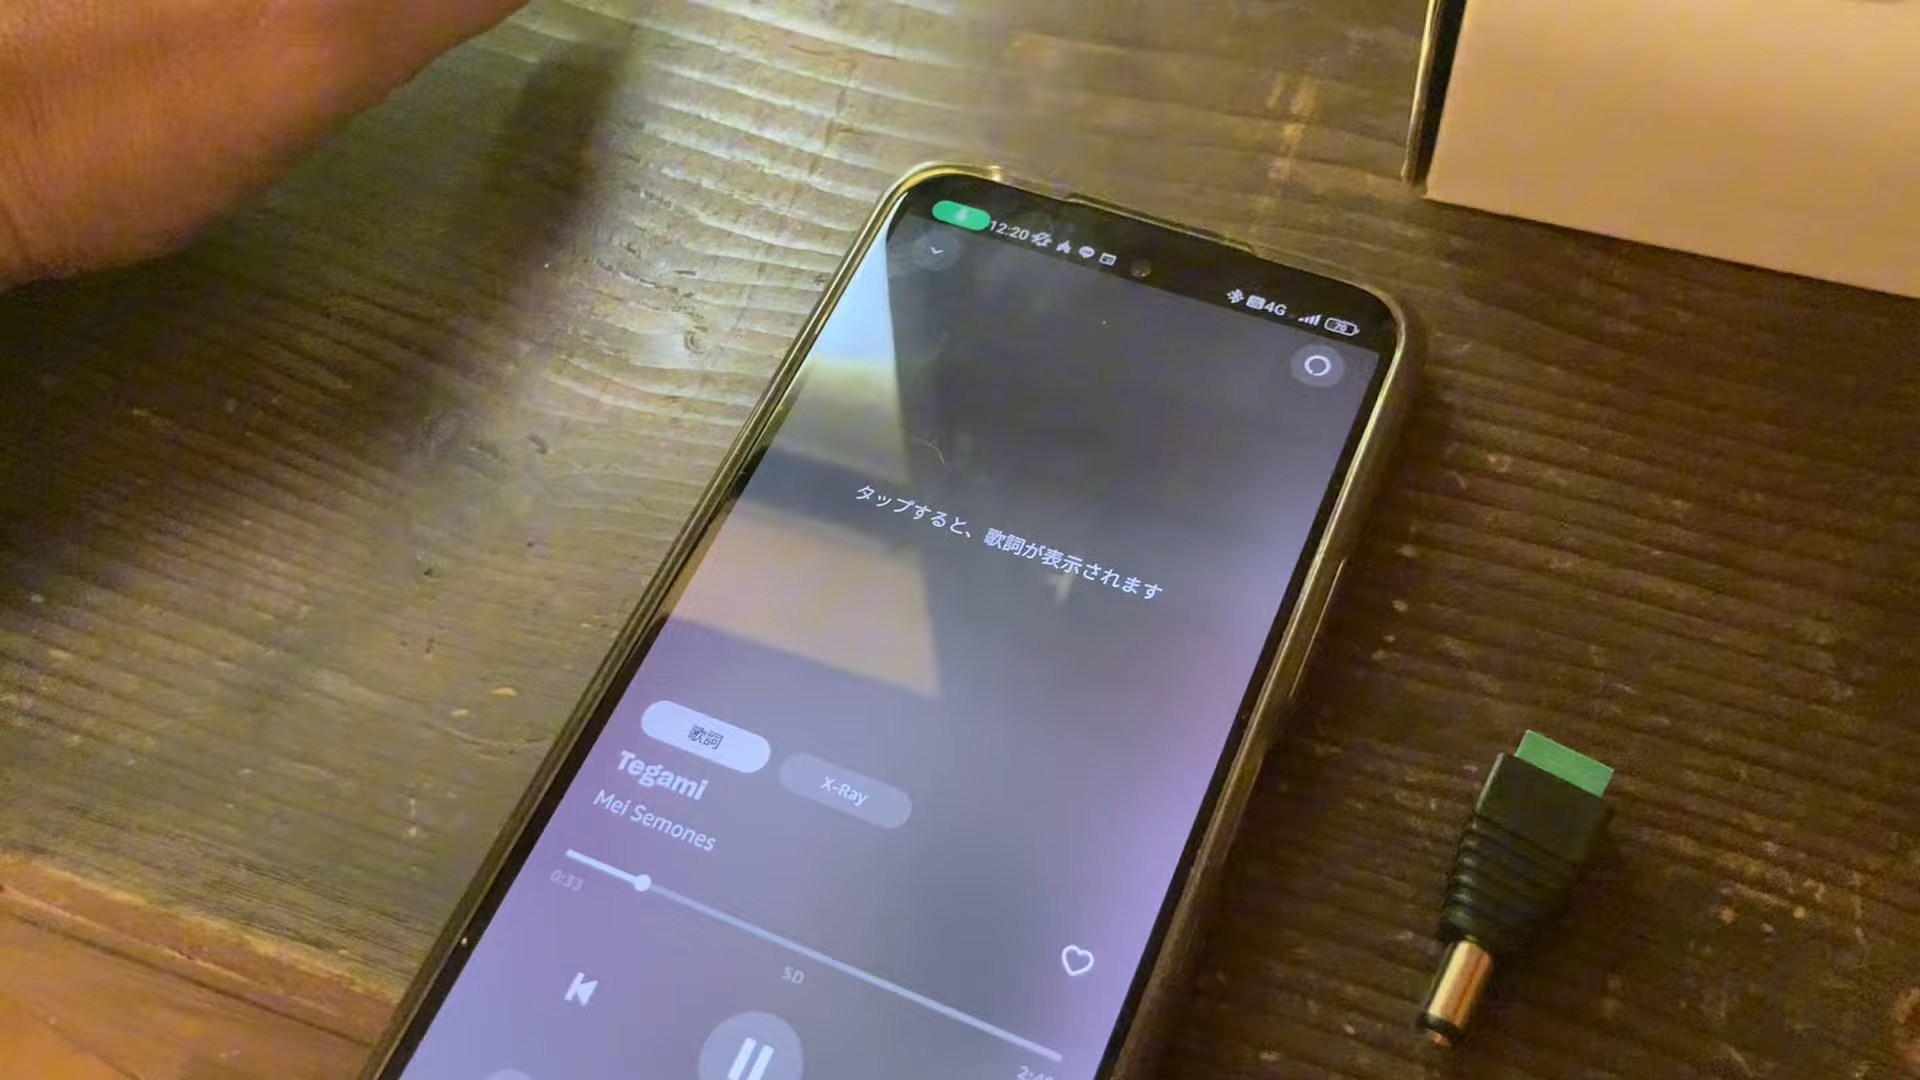 12:20
4G
70
タップすると、歌詞が表示されます
歌詞
X-Ray
Tegami
Mei Semones
0:33
SD